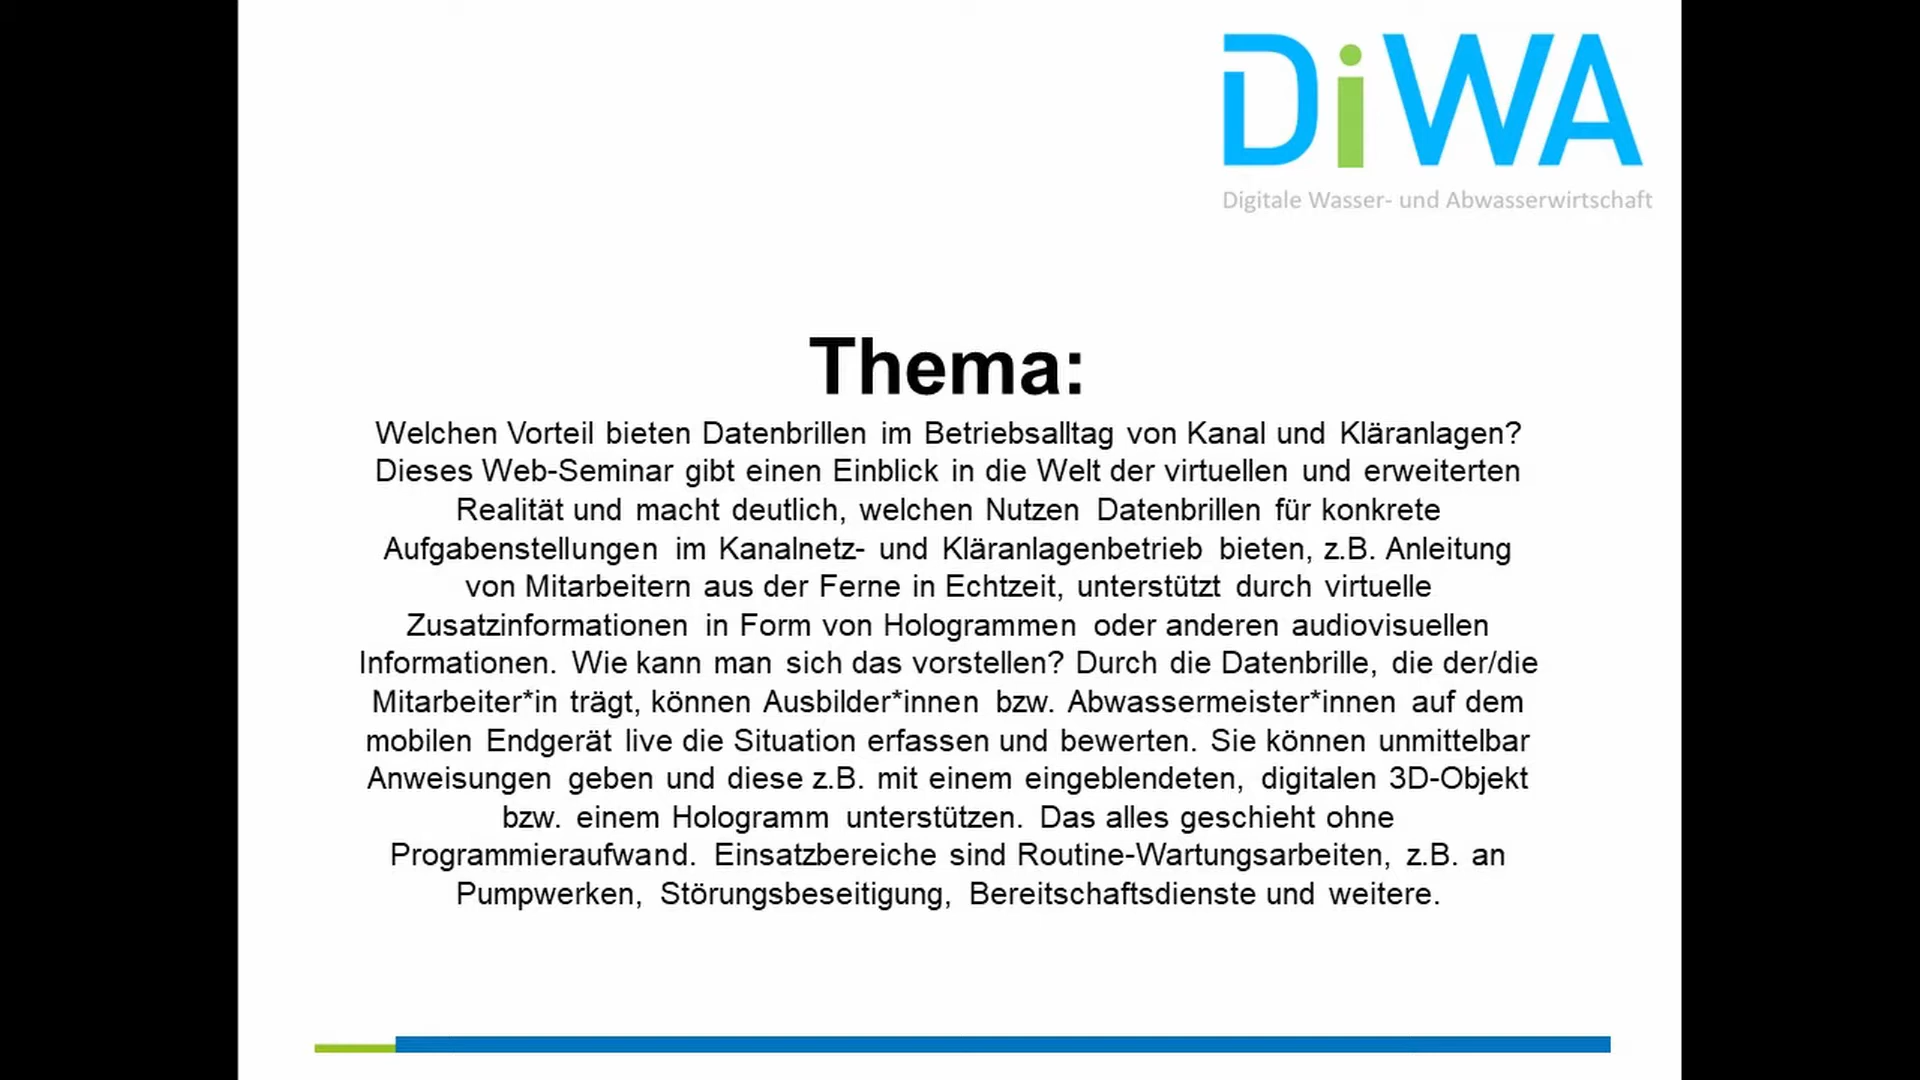 DiWA
Digitale Wasser- und Abwasserwirtschaft
Thema:
Welchen Vorteil bieten Datenbrillen im Betriebsalltag von Kanal und Kläranlagen?
Dieses Web-Seminar gibt einen Einblick in die Welt der virtuellen und erweiterten
Realität und macht deutlich, welchen Nutzen Datenbrillen für konkrete
Aufgabenstellungen im Kanalnetz- und Kläranlagenbetrieb bieten, z.B. Anleitung
von Mitarbeitern aus der Ferne in Echtzeit, unterstützt durch virtuelle
Zusatzinformationen in Form von Hologrammen oder anderen audiovisuellen
Informationen. Wie kann man sich das vorstellen? Durch die Datenbrille, die der/die
Mitarbeiter*in trägt, können Ausbilder*innen bzw. Abwassermeister*innen auf dem
mobilen Endgerät live die Situation erfassen und bewerten. Sie können unmittelbar
Anweisungen geben und diese z.B. mit einem eingeblendeten, digitalen 3D-Objekt
bzw. einem Hologramm unterstützen. Das alles geschieht ohne
Programmieraufwand. Einsatzbereiche sind Routine-Wartungsarbeiten, z.B. an
Pumpwerken, Störungsbeseitigung, Bereitschaftsdienste und weitere.